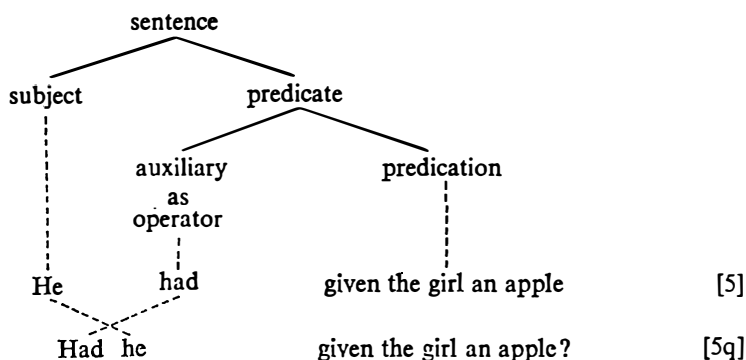 sentence
subject predicate
auxiliary predication
as
operator
He had given the girl an apple [5]
Had he given the girl an apple? [5q]